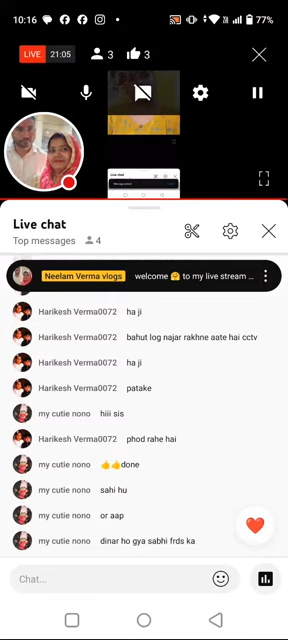 10:16
77%
LIVE 21:05 3 3
Live chat
Top messages 4
Neelam Verma vlogs welcome 🤗 to my live stream ...
Harikesh Verma0072 ha ji
Harikesh Verma0072 bahut log najar rakhne aate hai cctv
Harikesh Verma0072 ha ji
Harikesh Verma0072 patake
my cutie nono hiii sis
Harikesh Verma0072 phod rahe hai
my cutie nono 👍👍done
my cutie nono sahi hu
my cutie nono or aap
my cutie nono dinar ho gya sabhi frds ka
Chat...